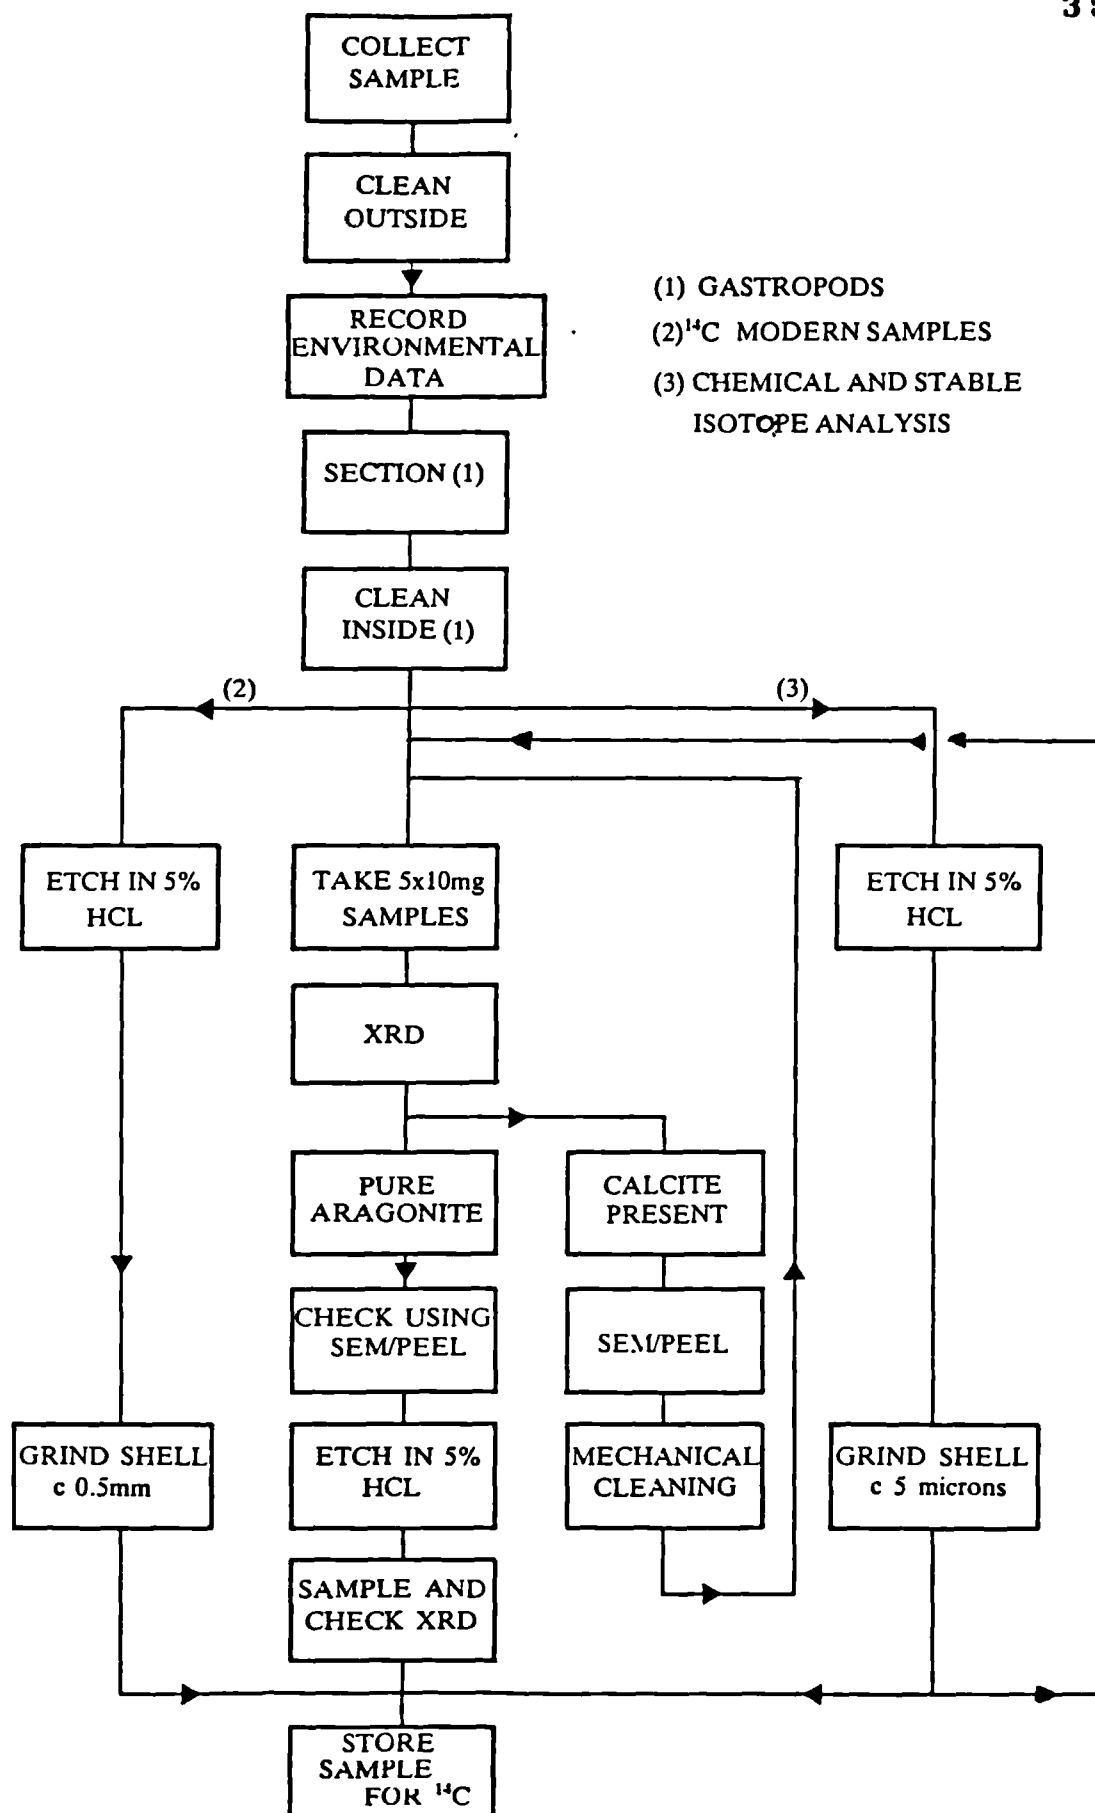 COLLECT
SAMPLE
CLEAN
OUTSIDE
RECORD
ENVIRONMENTAL
DATA
(1) GASTROPODS
(2) ¹⁴C MODERN SAMPLES
(3) CHEMICAL AND STABLE
ISOTOPE ANALYSIS
SECTION (1)
CLEAN
INSIDE (1)
(2)
(3)
ETCH IN 5%
HCL
TAKE 5x10mg
SAMPLES
ETCH IN 5%
HCL
XRD
PURE
ARAGONITE
CALCITE
PRESENT
CHECK USING
SEM/PEEL
SEM/PEEL
GRIND SHELL
c 0.5mm
ETCH IN 5%
HCL
MECHANICAL
CLEANING
GRIND SHELL
c 5 microns
SAMPLE AND
CHECK XRD
STORE
SAMPLE
FOR ¹⁴C